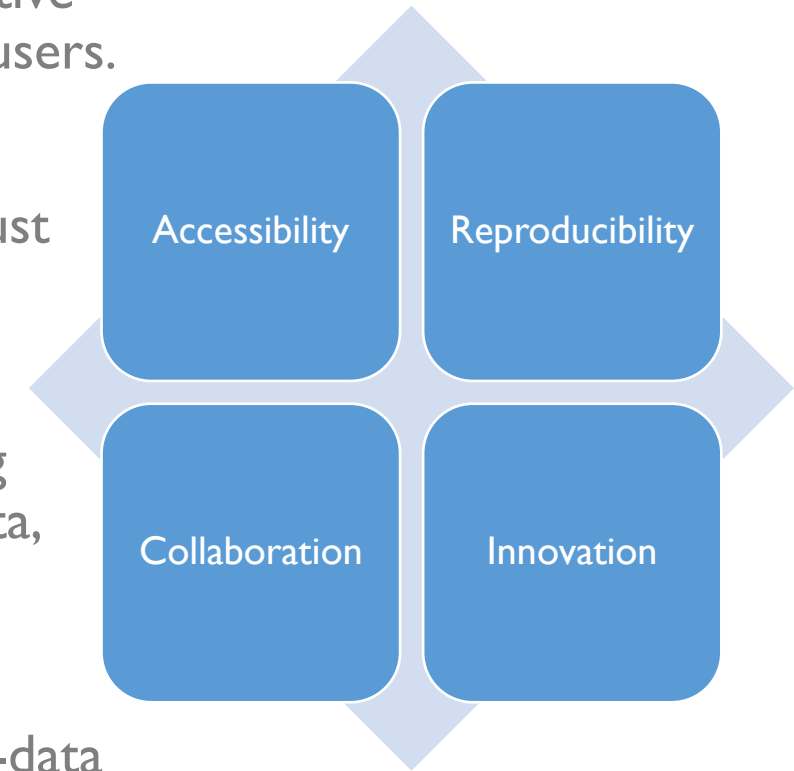 users.
Accessibility
Reproducibility
Collaboration
Innovation